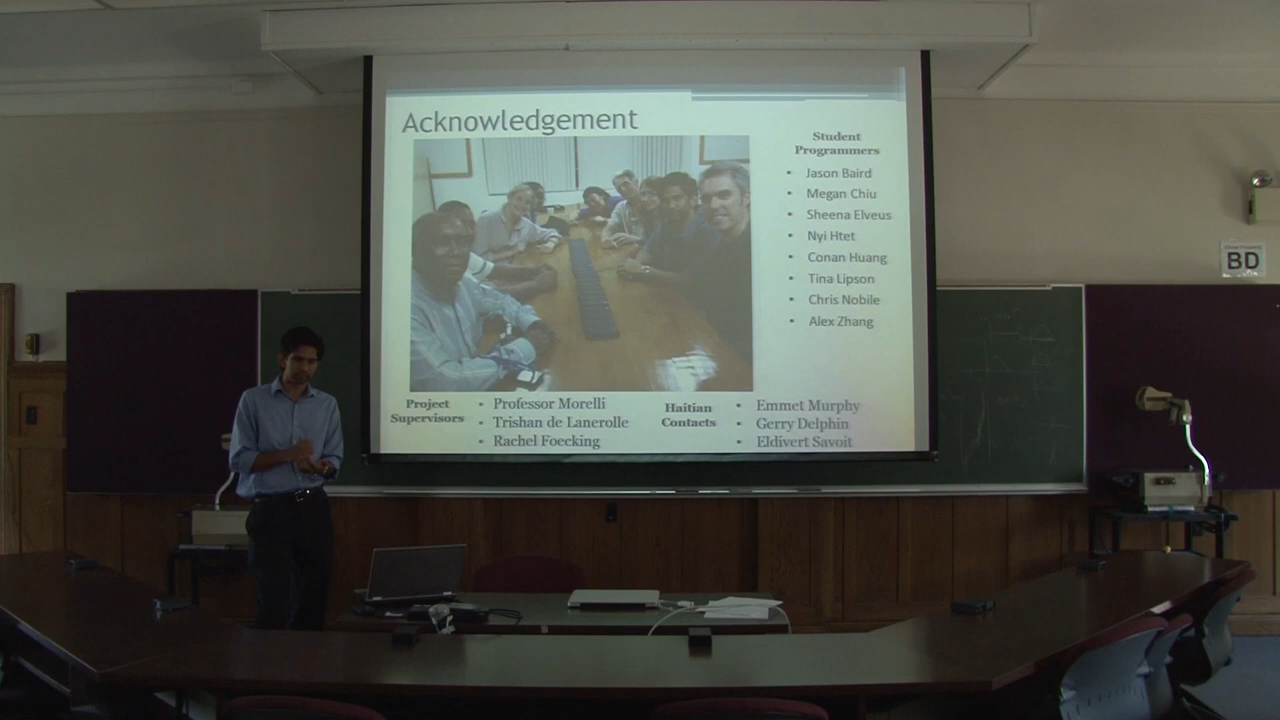 Acknowledgement
Student
Programmers
• Jason Baird
• Megan Chiu
• Sheena Elveus
• Nyi Htet
• Conan Huang
• Tina Lipson
• Chris Nobile
• Alex Zhang
Project
Supervisors
• Professor Morelli
• Trishan de Lanerolle
• Rachel Foecking
Haitian
Contacts
• Emmet Murphy
• Gerry Delphin
• Eldivert Savoit
BD